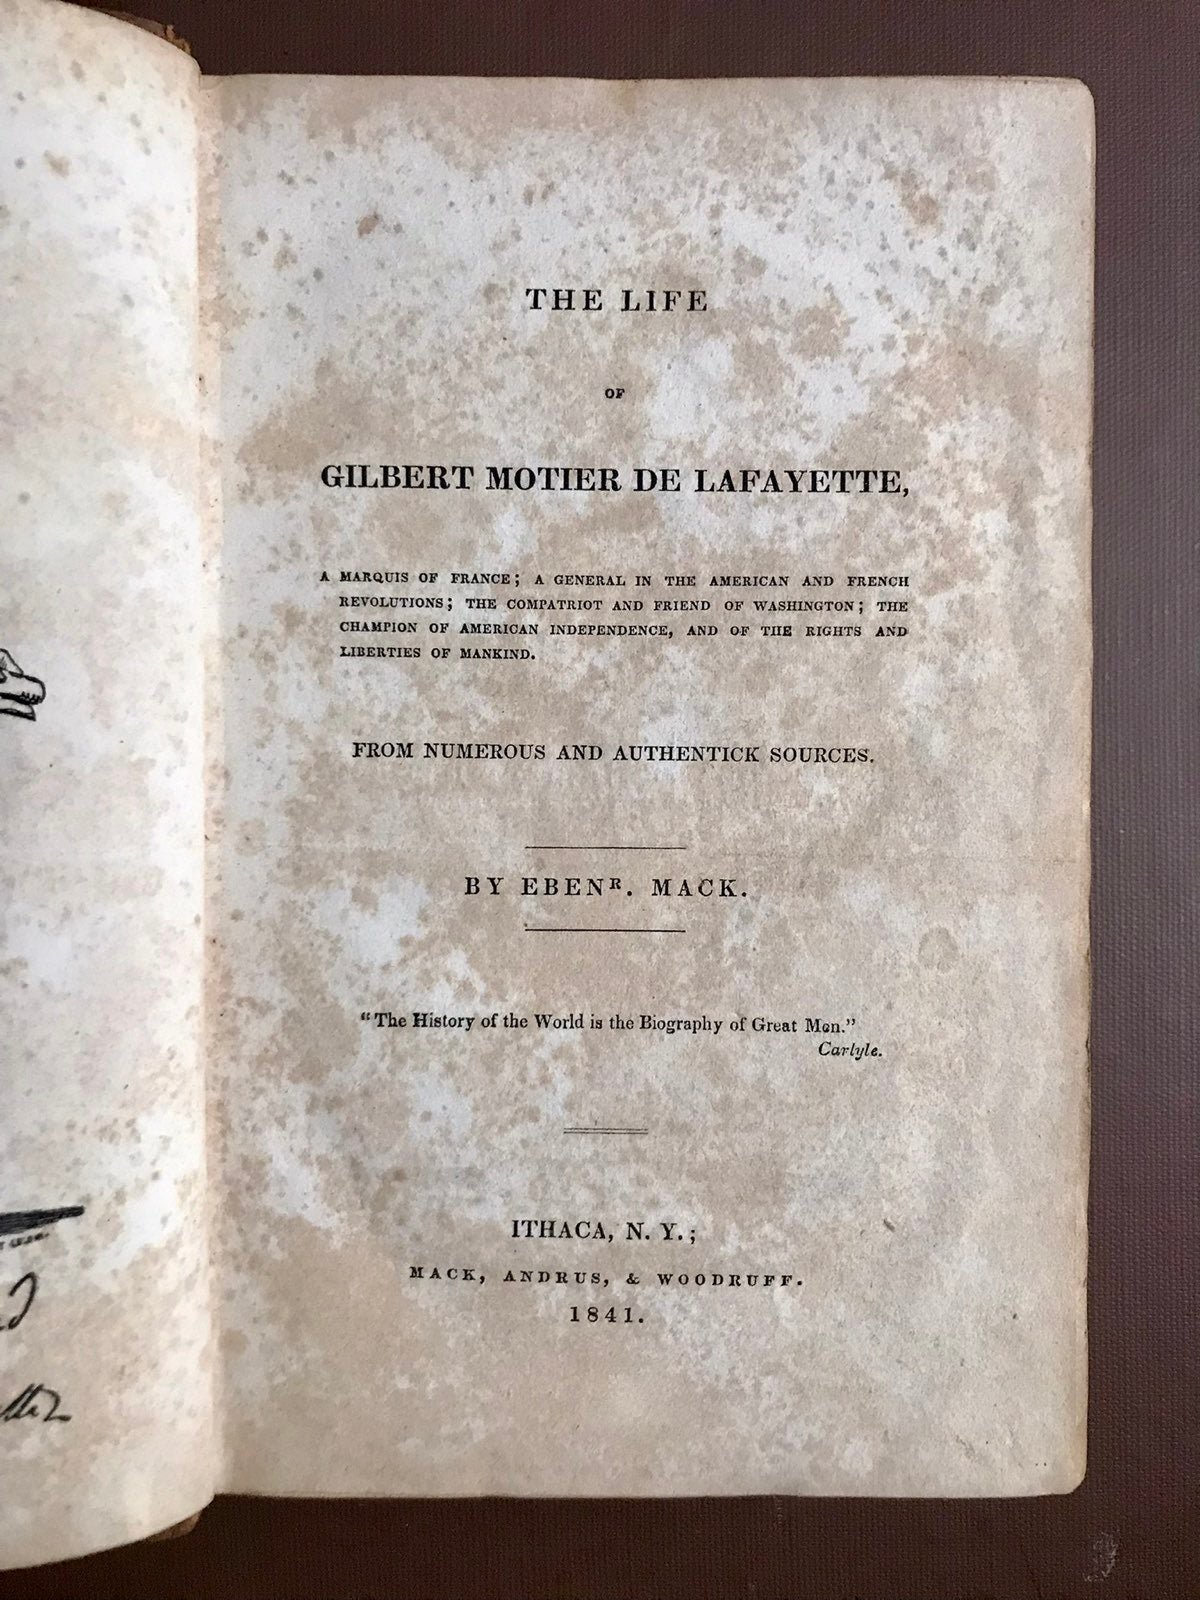 THE LIFE
OF
GILBERT MOTIER DE LAFAYETTE,
A MARQUIS OF FRANCE; A GENERAL IN THE AMERICAN AND FRENCH
REVOLUTIONS; THE COMPATRIOT AND FRIEND OF WASHINGTON; THE
CHAMPION OF AMERICAN INDEPENDENCE, AND OF THE RIGHTS AND
LIBERTIES OF MANKIND.
FROM NUMEROUS AND AUTHENTICK SOURCES.
BY EBENᴿ. MACK.
"The History of the World is the Biography of Great Men."
Carlyle.
ITHACA, N. Y.;
MACK, ANDRUS, & WOODRUFF.
1841.